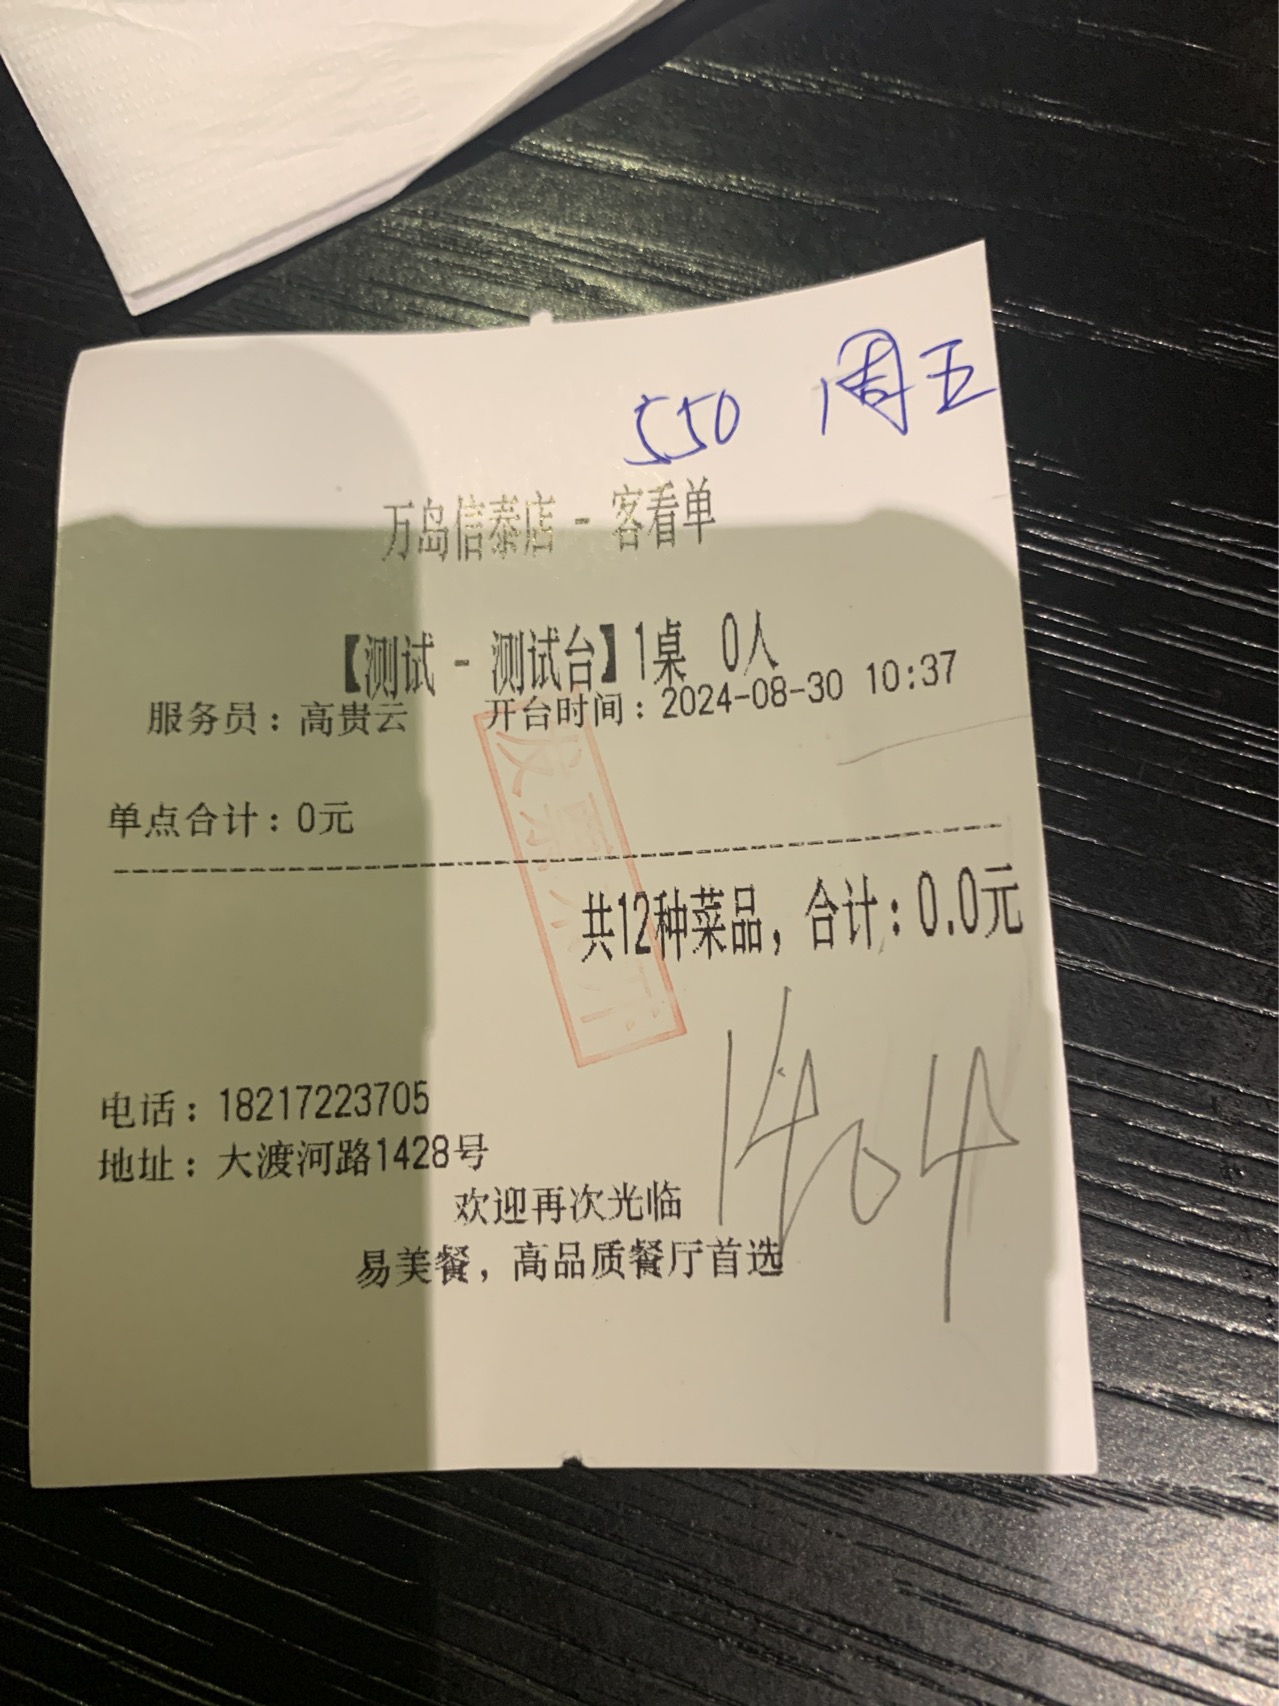 550 周五
万岛信泰店 - 客看单
【测试 - 测试台】1桌 0人
服务员：高贵云 开台时间：2024-08-30 10:37
单点合计：0元
发票未开
共12种菜品，合计：0.0元
1404
电话：18217223705
地址：大渡河路1428号
欢迎再次光临
易美餐，高品质餐厅首选